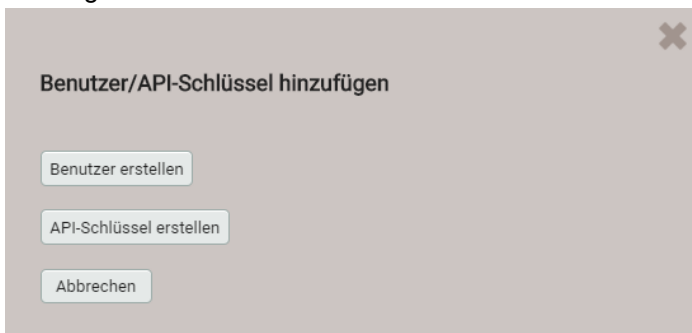 Benutzer/API-Schlüssel hinzufügen
Benutzer erstellen
API-Schlüssel erstellen
Abbrechen